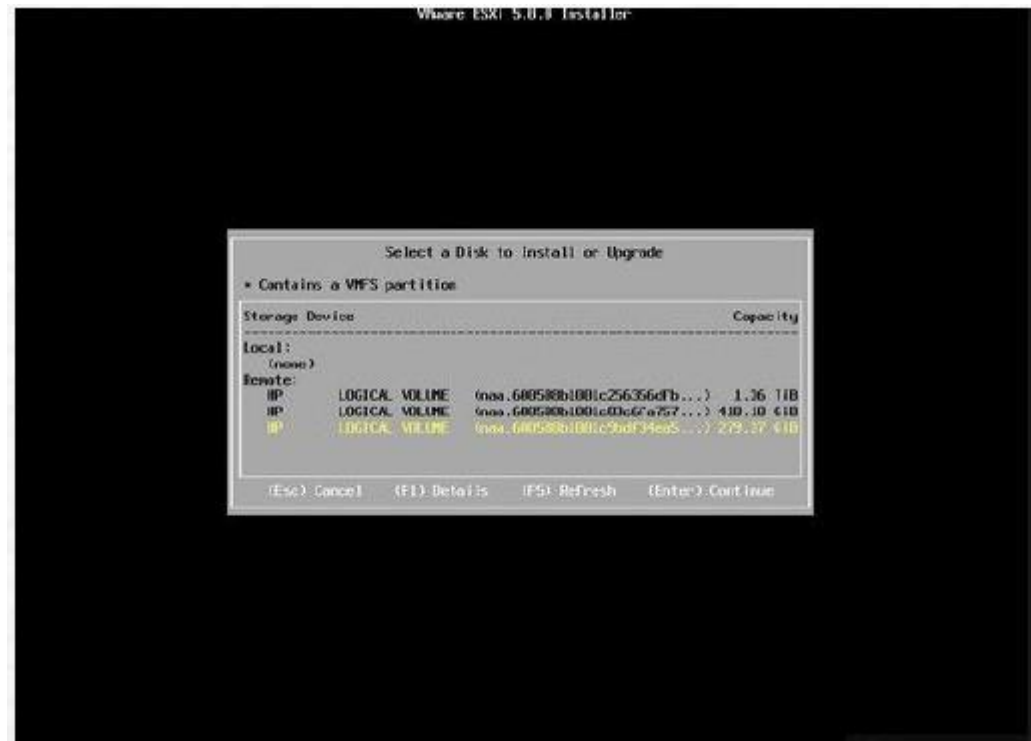 VMware ESXi 5.0.0 Installer
Select a Disk to Install or Upgrade
* Contains a VMFS partition
Storage Device Capacity
Local:
(none)
Remote:
HP LOGICAL VOLUME 1.36 TiB
HP LOGICAL VOLUME GiB
HP LOGICAL VOLUME 279.37 GiB
(Esc) Cancel (F1) Details (F5) Refresh (Enter) Continue